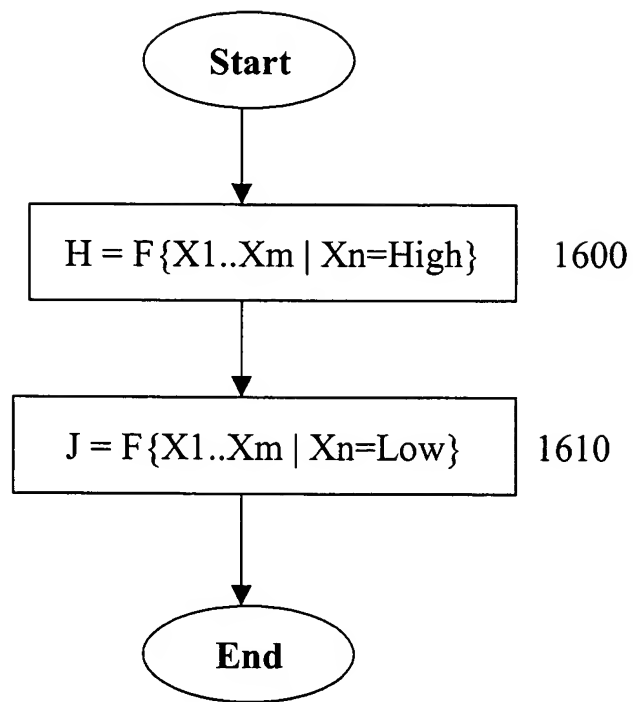 Start
H = F{X1..Xm | Xn=High} 1600
J = F{X1..Xm | Xn=Low} 1610
End